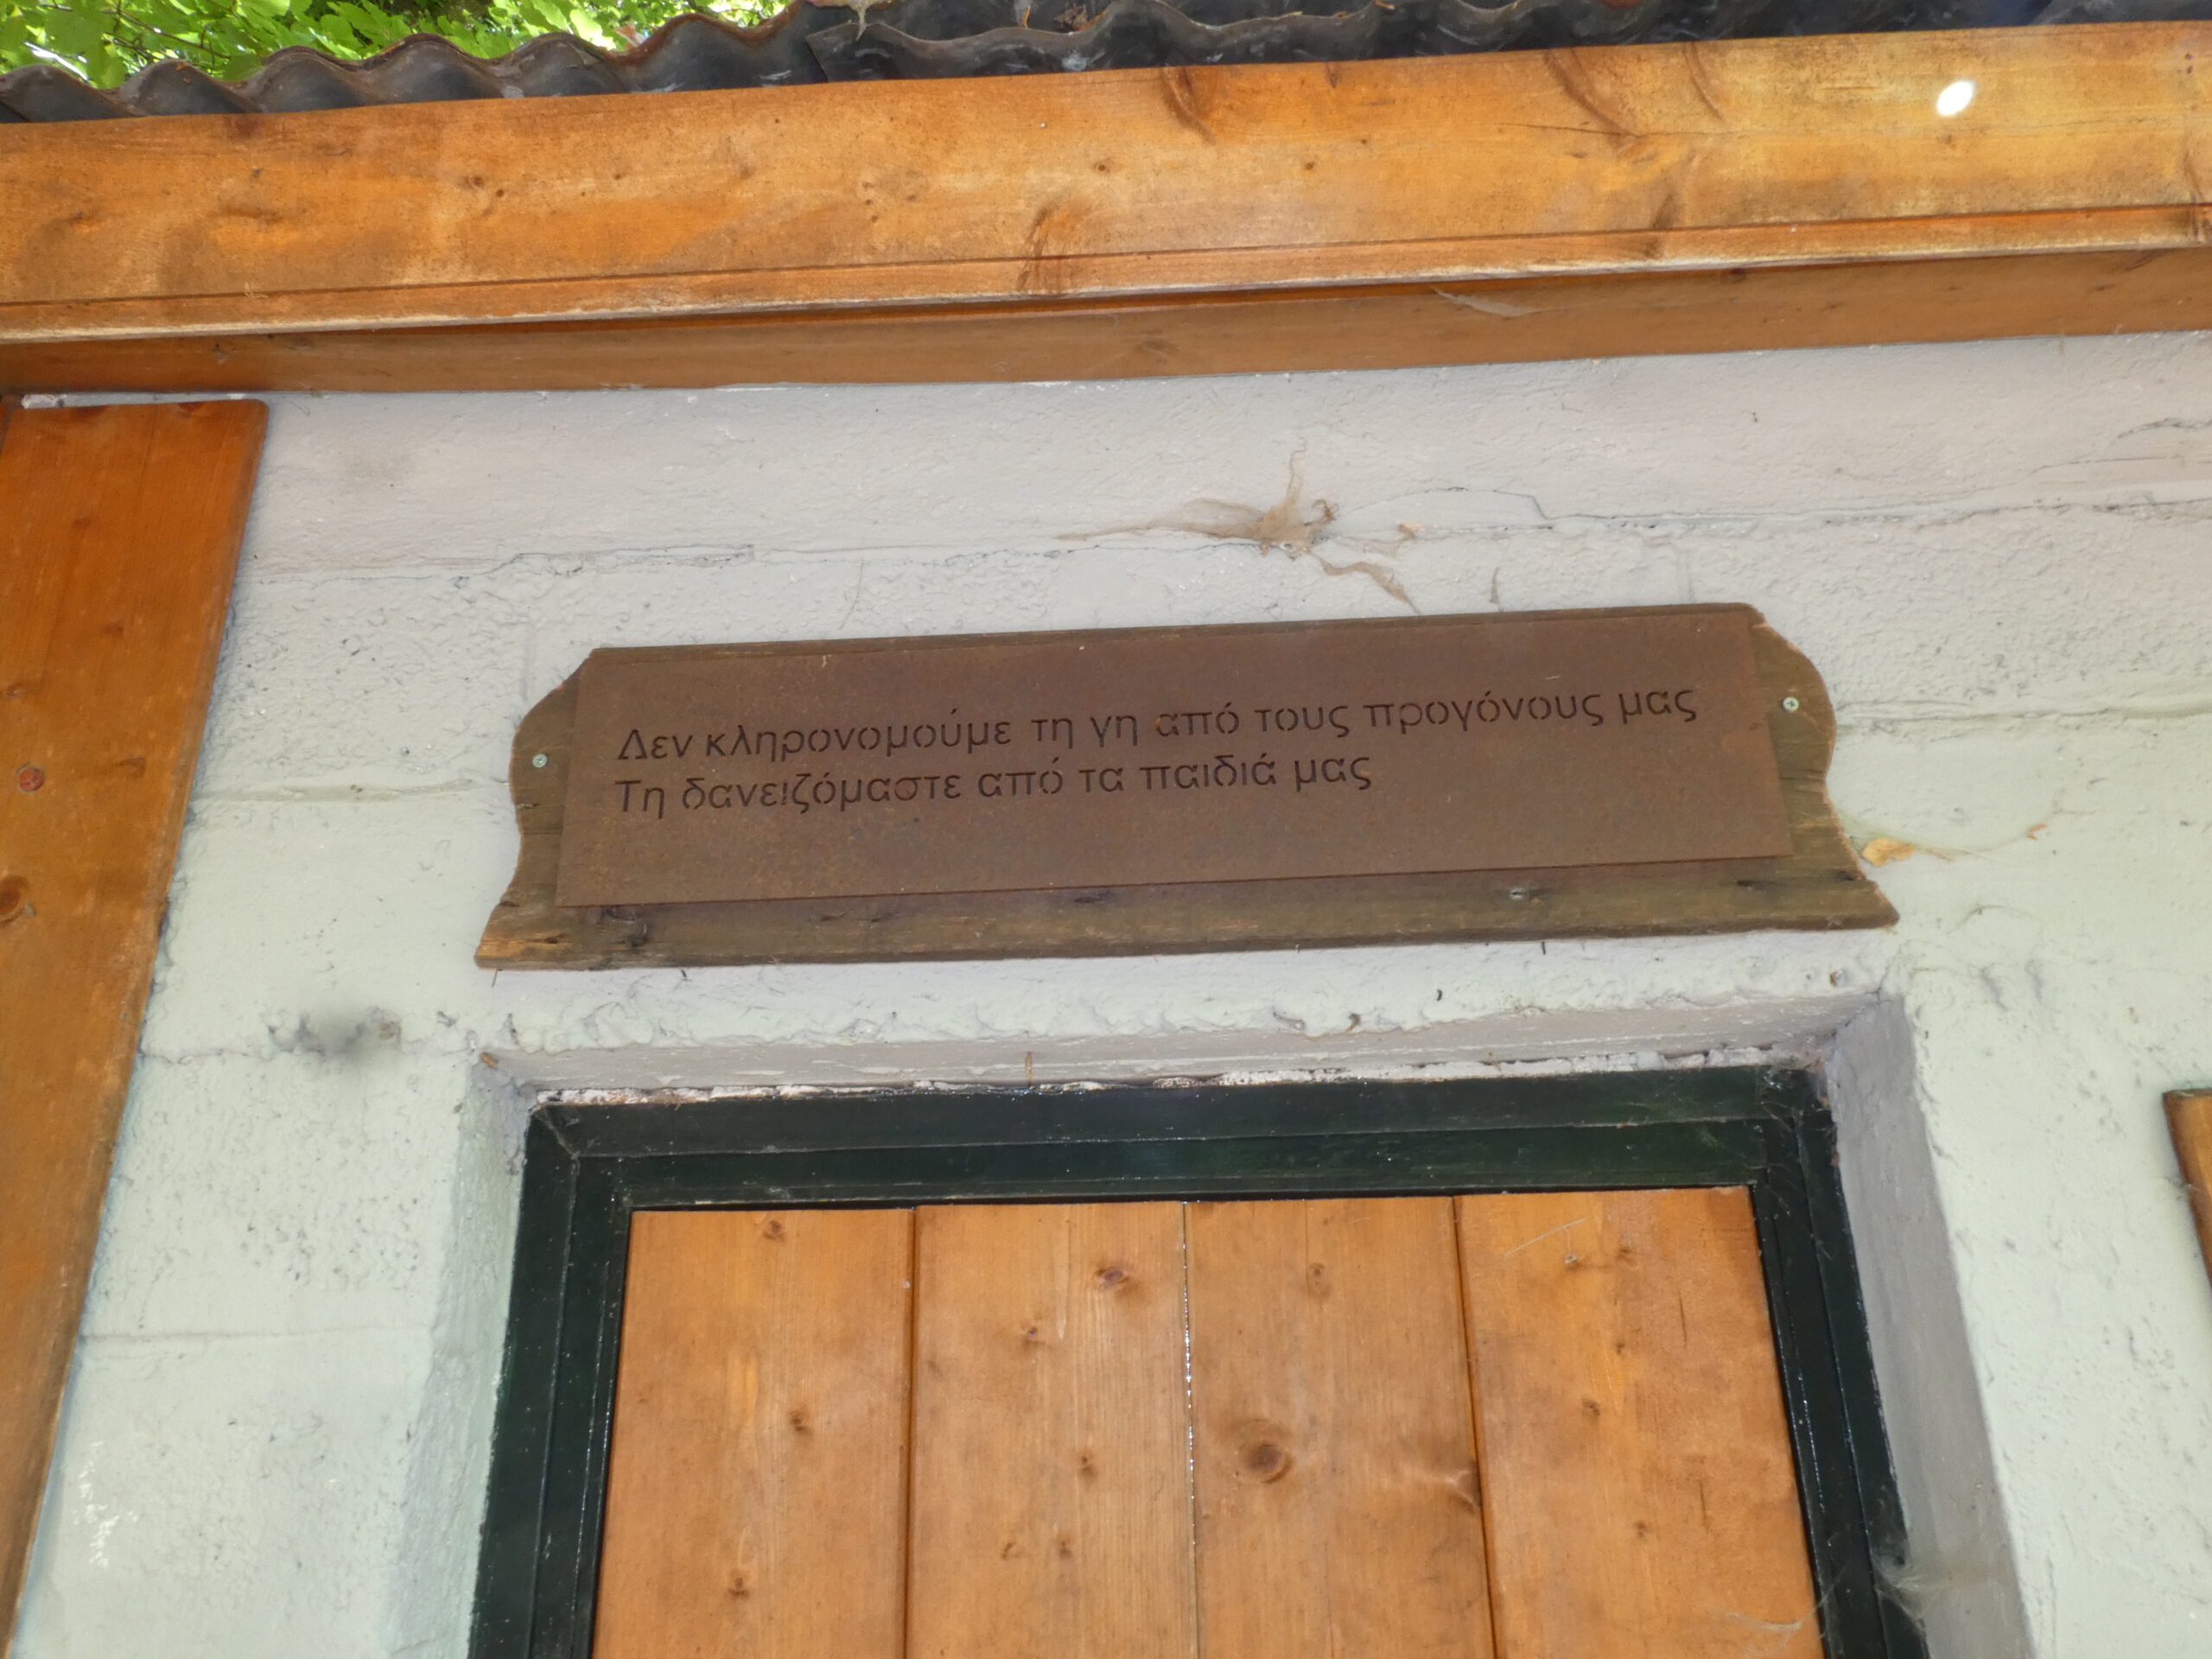 Δεν κληρονομούμε τη γη από τους προγόνους μας
Τη δανειζόμαστε από τα παιδιά μας